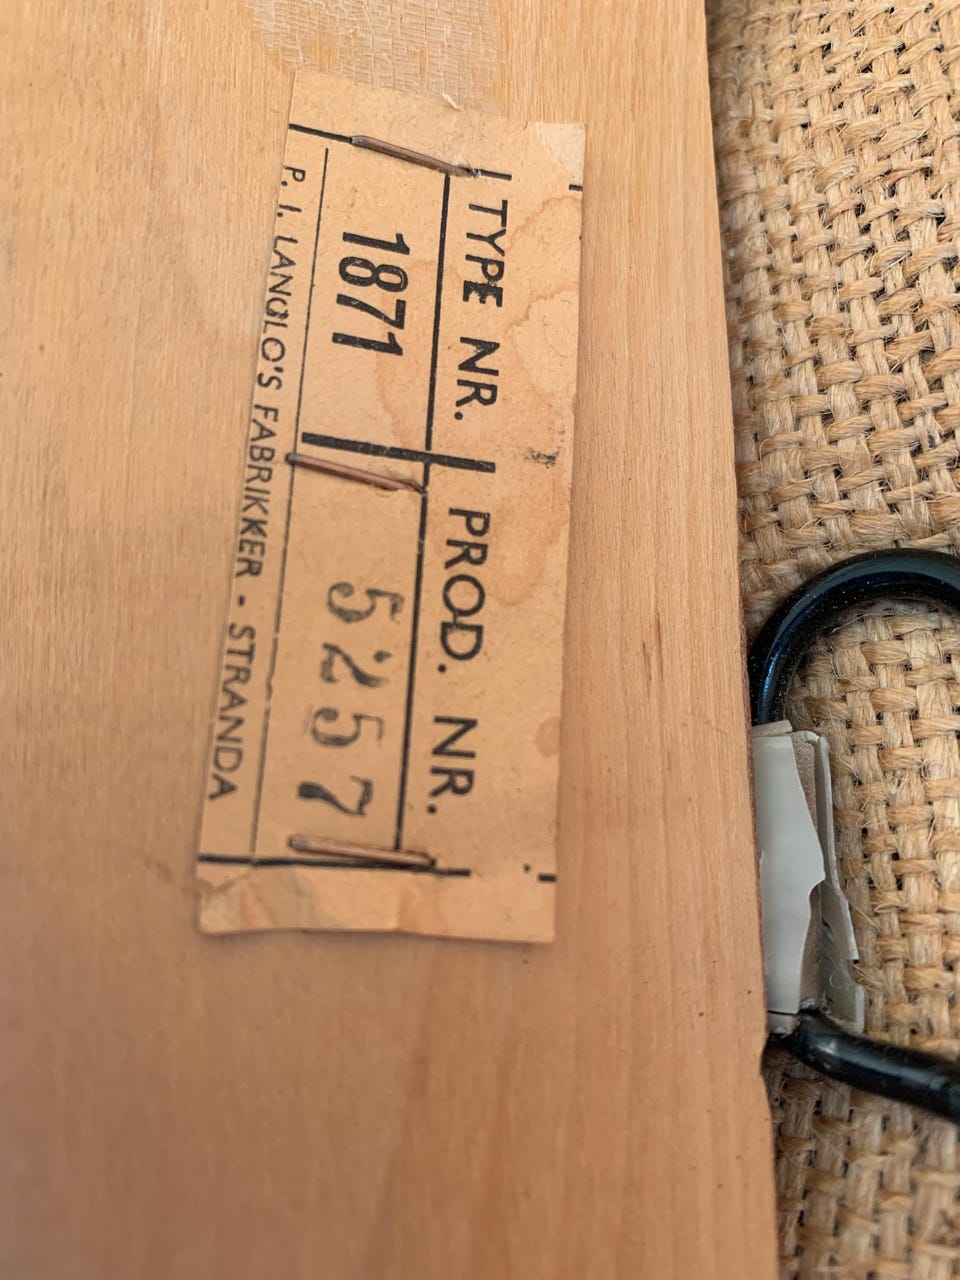 TYPE NR. PROD. NR.
1871 5257
P. I. LANGLO'S FABRIKKER - STRANDA